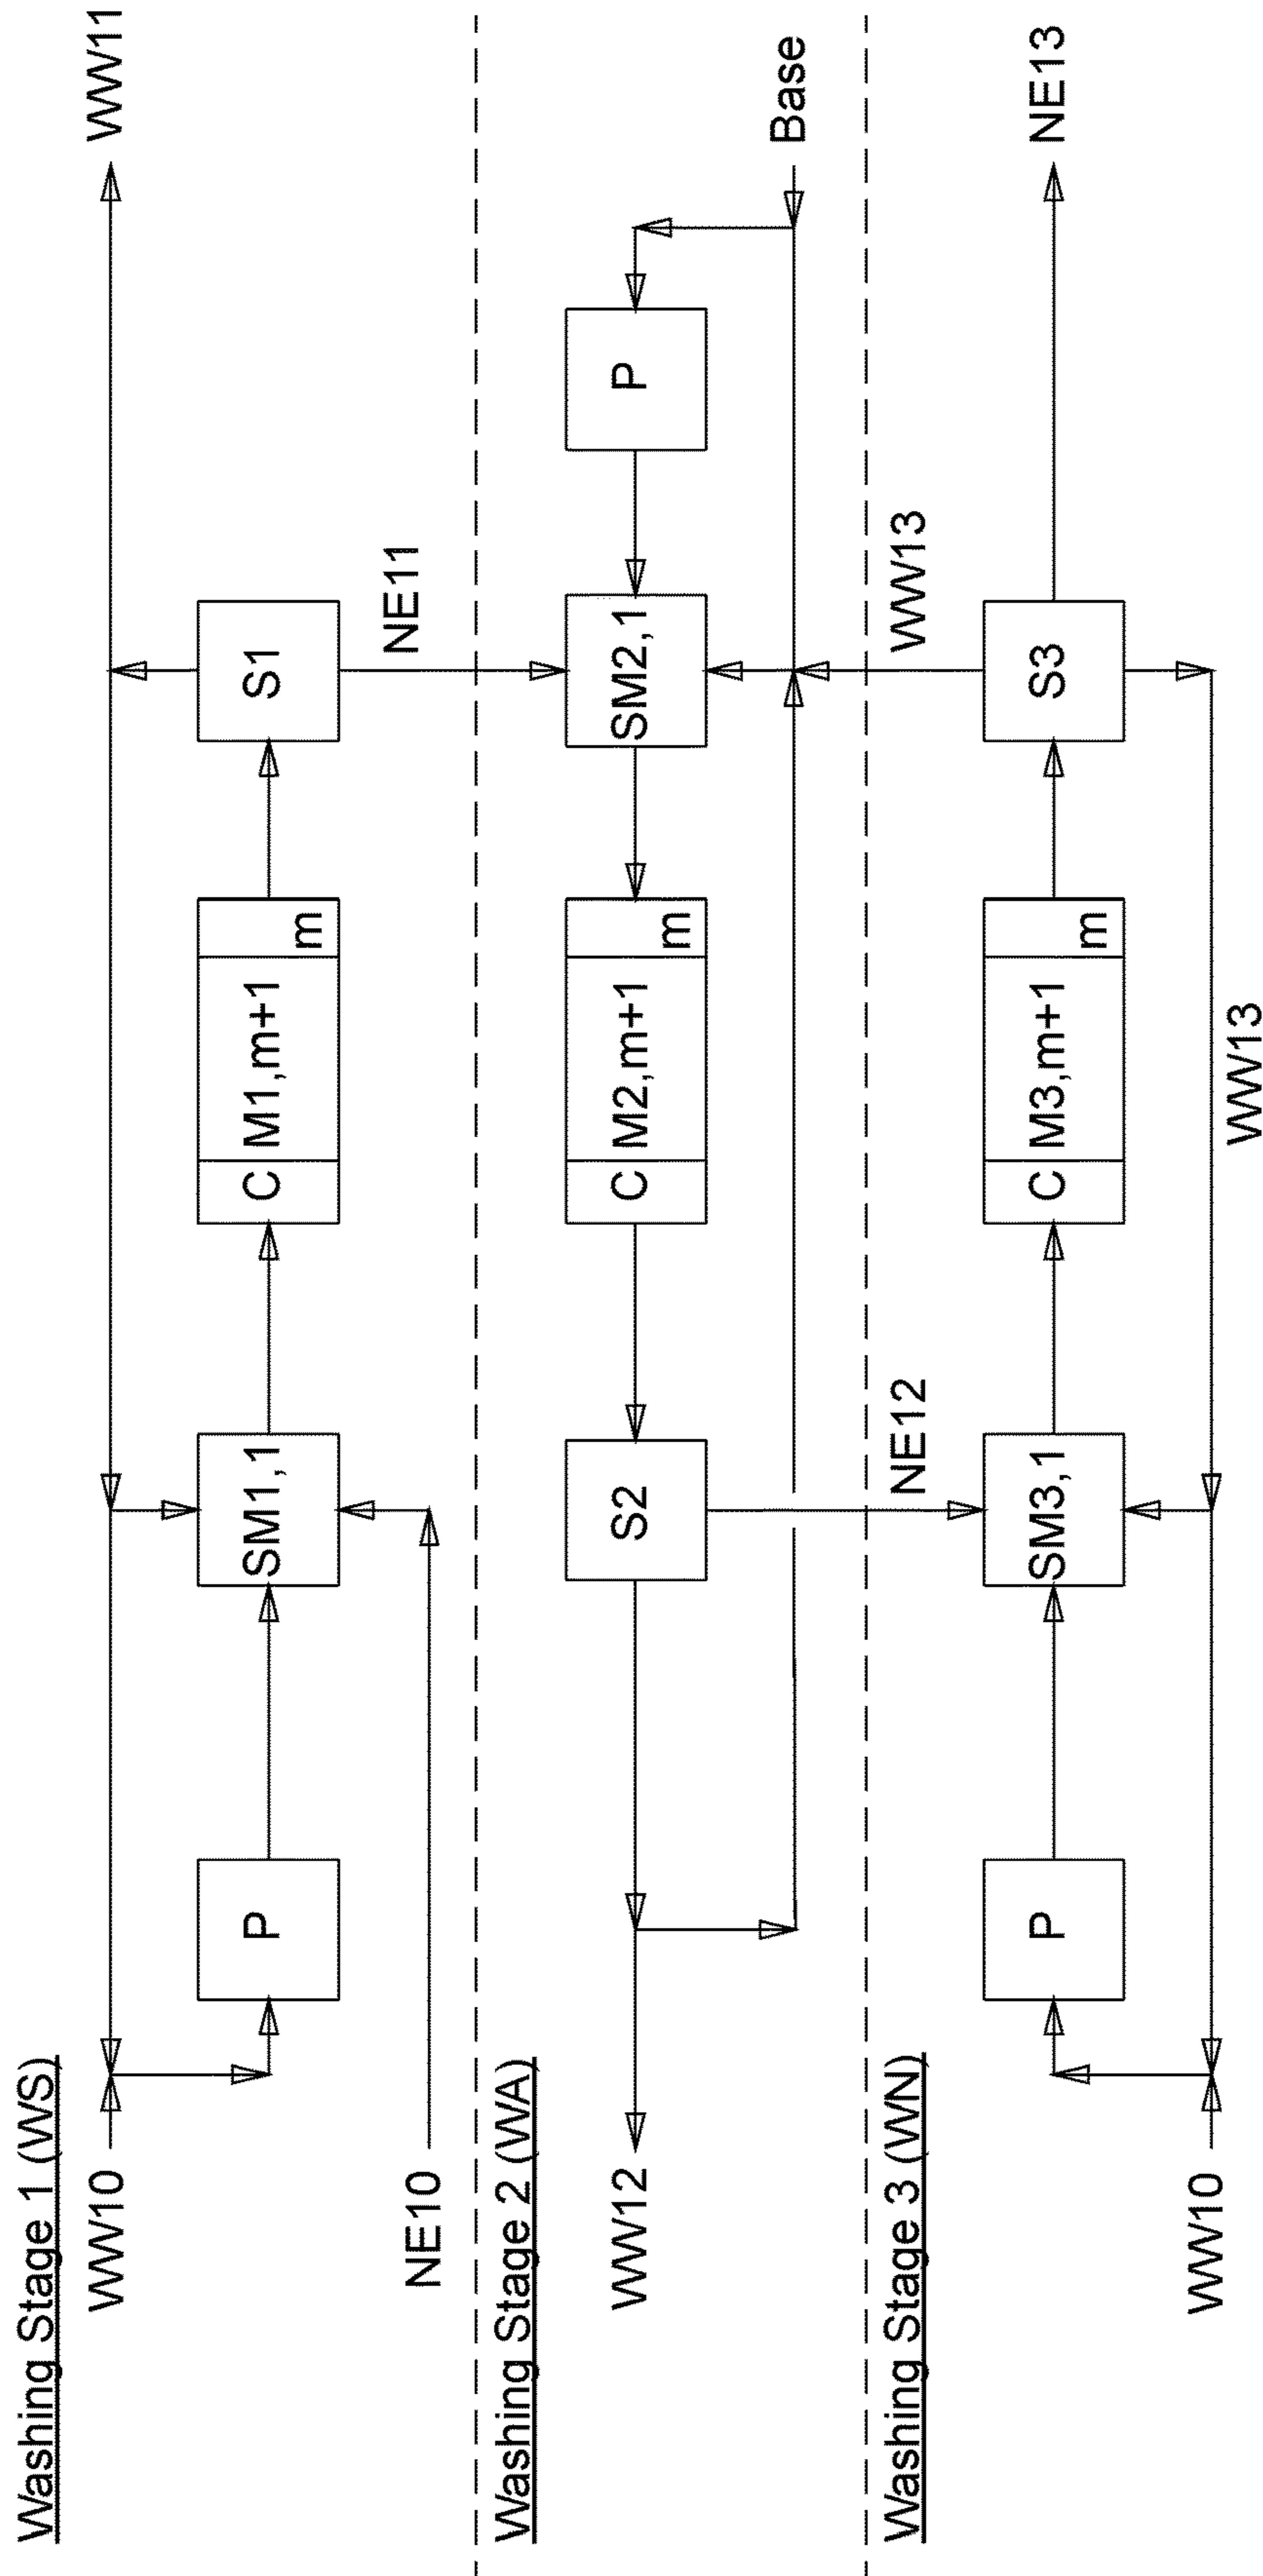 Washing Stage 1 (WS)
WW10
WW11
P
SM1,1
C
M1,m+1
m
S1
NE10
NE11
Washing Stage 2 (WA)
WW12
S2
C
M2,m+1
m
SM2,1
P
Base
Washing Stage 3 (WN)
NE12
WW13
P
SM3,1
C
M3,m+1
m
S3
NE13
WW10
WW13